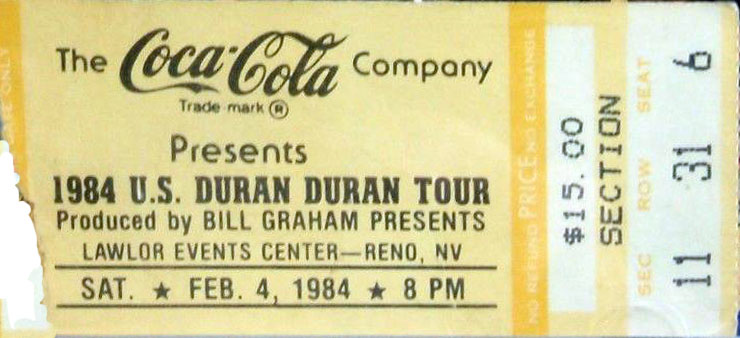 The Coca-Cola Company
Trade-mark ®
Presents
1984 U.S. DURAN DURAN TOUR
Produced by BILL GRAHAM PRESENTS
LAWLOR EVENTS CENTER—RENO, NV
SAT. ★ FEB. 4, 1984 ★ 8 PM
NO REFUND PRICE NO EXCHANGE
$15.00
SECTION
SEC ROW SEAT
11 31 6